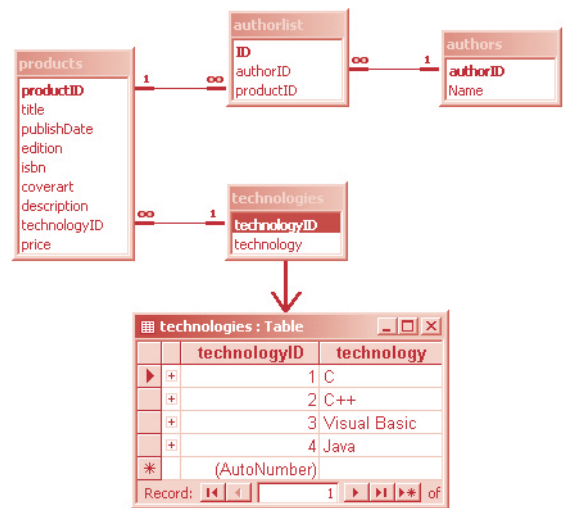 authorlist
ID
authorID
productID
authors
authorID
Name
products
productID
title
publishDate
edition
isbn
coverart
description
technologyID
price
1
∞
∞
1
∞
1
technologies
technologyID
technology
technologies : Table
technologyID technology
1 C
2 C++
3 Visual Basic
4 Java
(AutoNumber)
Record: 1 of